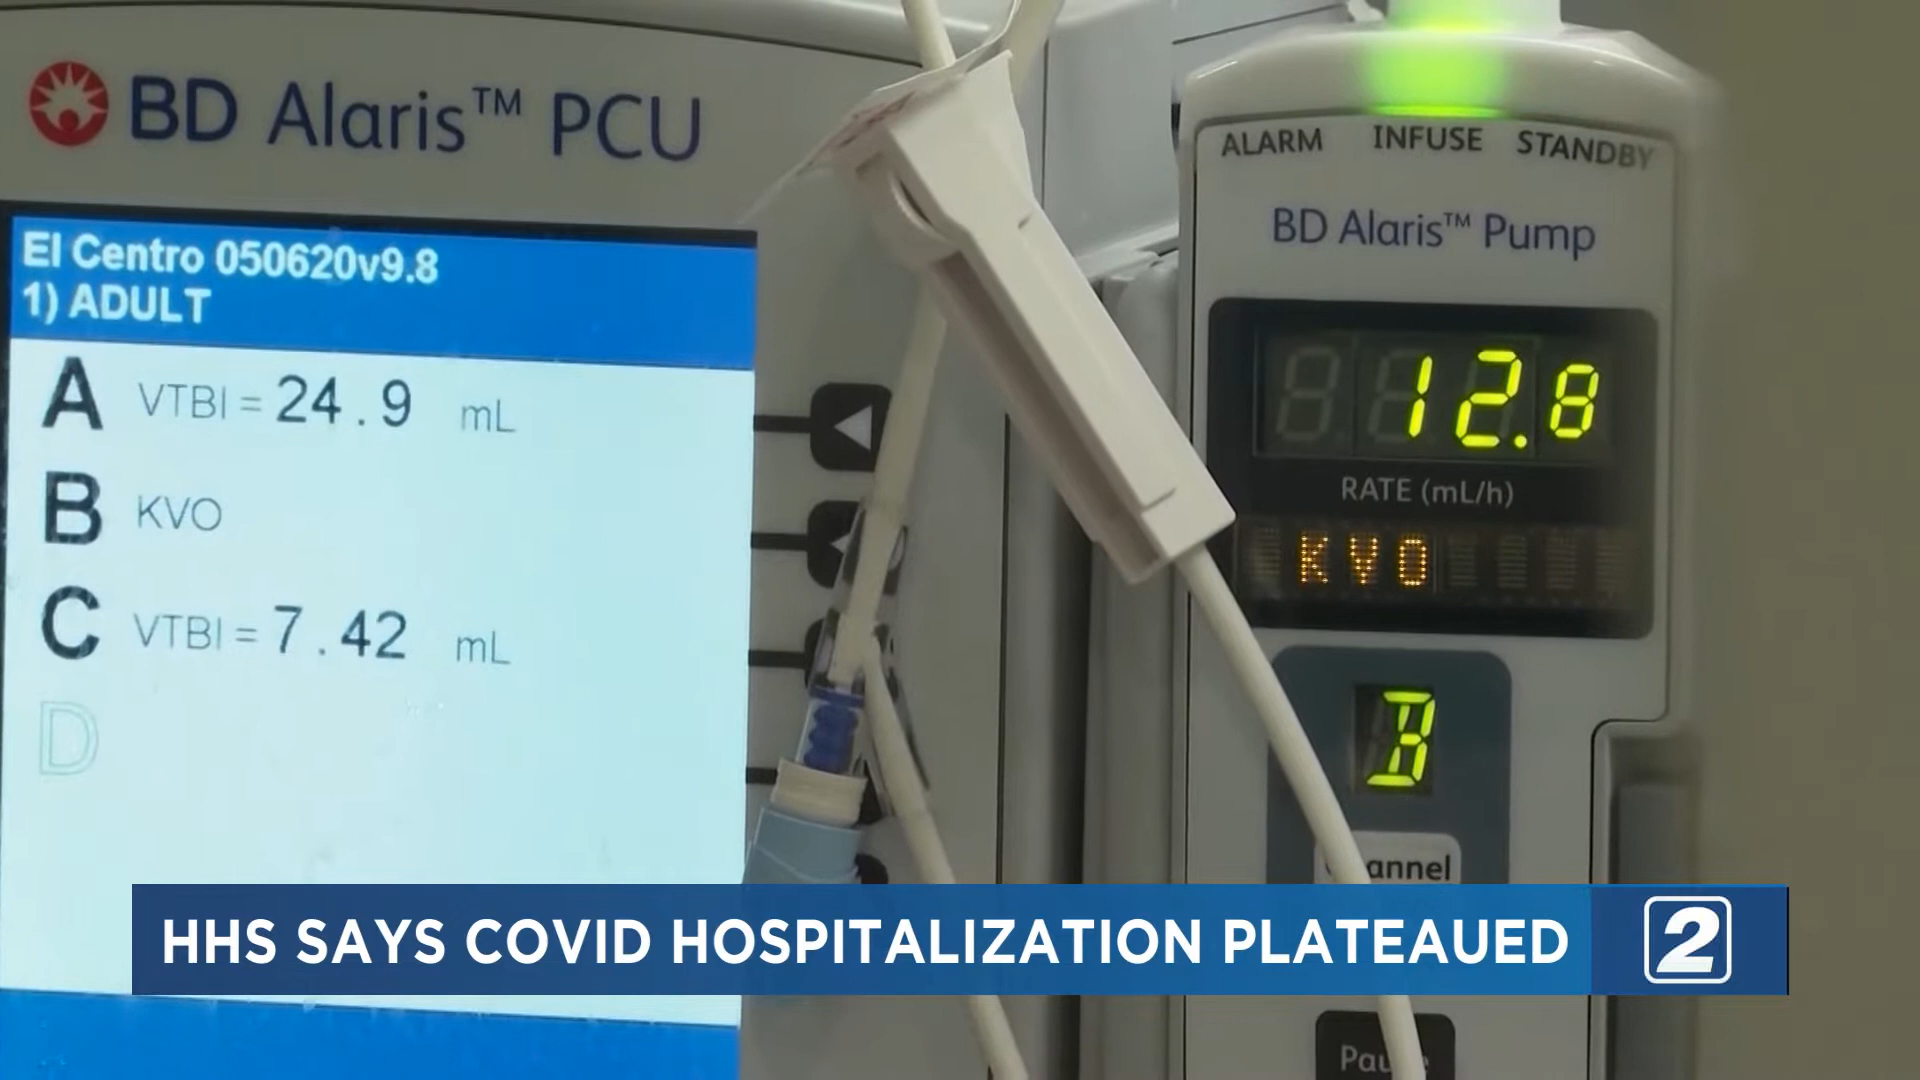 BD Alaris™ PCU
El Centro 050620v9.8
1) ADULT
A VTBI = 24.9 mL
B KVO
C VTBI = 7.42 mL
D
ALARM INFUSE STANDBY
BD Alaris™ Pump
12.8
RATE (mL/h)
KVO
B
HHS SAYS COVID HOSPITALIZATION PLATEAUED 2